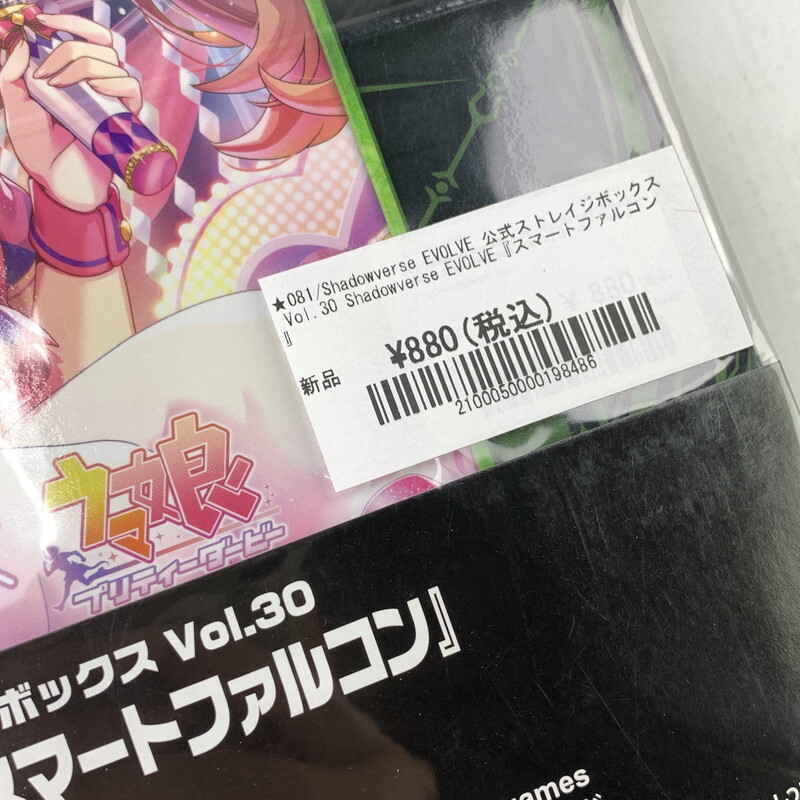 ★081/Shadowverse EVOLVE 公式ストレイジボックス
Vol.30 Shadowverse EVOLVE『スマートファルコン
』
¥880(税込)
新品
2100050000198486
ウマ娘
プリティーダービー
ボックス Vol.30
スマートファルコン』
games